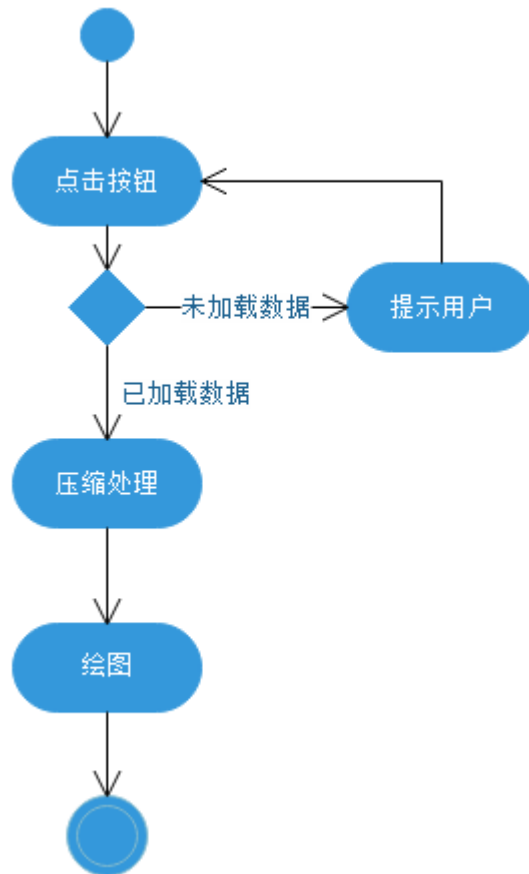 点击按钮
未加载数据
提示用户
已加载数据
压缩处理
绘图